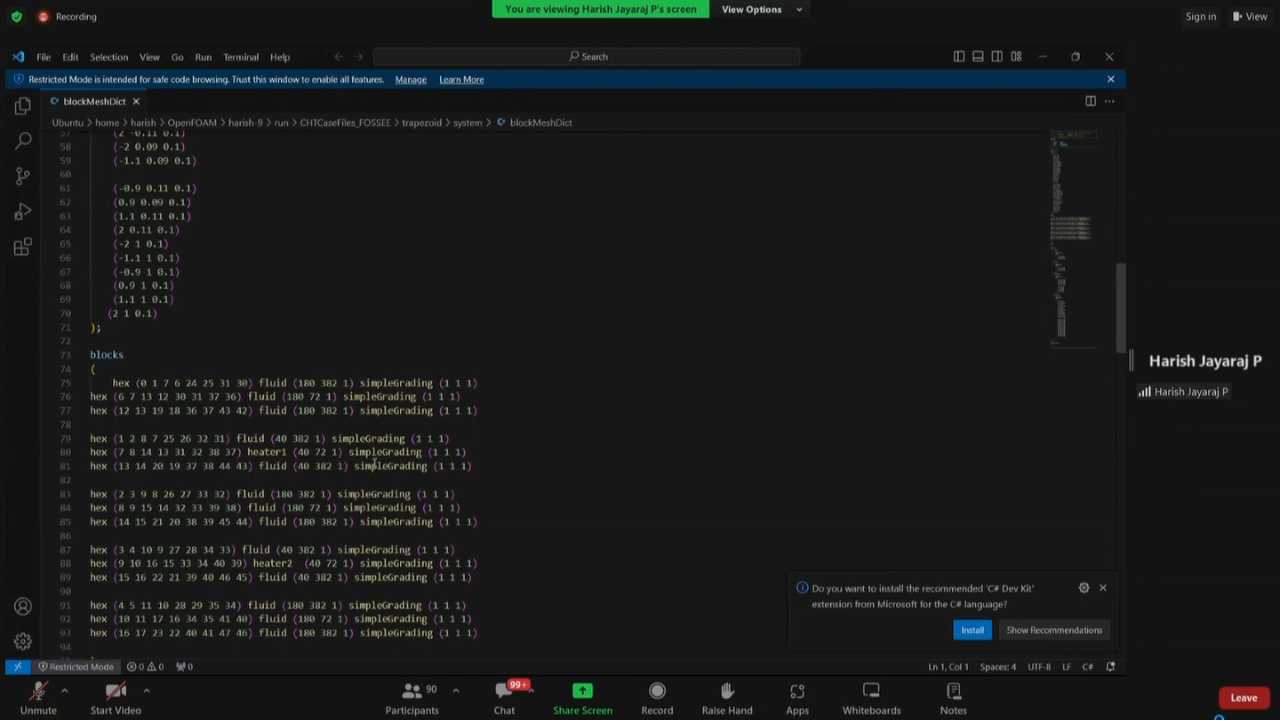 You are viewing Harish Jayaraj P's screen
View Options
Recording
Sign in
View
File Edit Selection View Go Run Terminal Help
Search
Restricted Mode is intended for safe code browsing. Trust this window to enable all features. Manage Learn More
blockMeshDict
Ubuntu > home > harish > OpenFOAM > harish-9 > run > CHTCaseFiles_FOSSEE > trapezoid > system > blockMeshDict
57 (2 -0.11 0.1)
58 (-2 0.09 0.1)
59 (-1.1 0.09 0.1)
60
61 (-0.9 0.11 0.1)
62 (0.9 0.09 0.1)
63 (1.1 0.11 0.1)
64 (2 0.11 0.1)
65 (-2 1 0.1)
66 (-1.1 1 0.1)
67 (-0.9 1 0.1)
68 (0.9 1 0.1)
69 (1.1 1 0.1)
70 (2 1 0.1)
71 );
72
73 blocks
74 (
75 hex (0 1 7 6 24 25 31 30) fluid (180 382 1) simpleGrading (1 1 1)
76 hex (6 7 13 12 30 31 37 36) fluid (180 72 1) simpleGrading (1 1 1)
77 hex (12 13 19 18 36 37 43 42) fluid (180 382 1) simpleGrading (1 1 1)
78
79 hex (1 2 8 7 25 26 32 31) fluid (40 382 1) simpleGrading (1 1 1)
80 hex (7 8 14 13 31 32 38 37) heater1 (40 72 1) simpleGrading (1 1 1)
81 hex (13 14 20 19 37 38 44 43) fluid (40 382 1) simpleGrading (1 1 1)
82
83 hex (2 3 9 8 26 27 33 32) fluid (180 382 1) simpleGrading (1 1 1)
84 hex (8 9 15 14 32 33 39 38) fluid (180 72 1) simpleGrading (1 1 1)
85 hex (14 15 21 20 38 39 45 44) fluid (180 382 1) simpleGrading (1 1 1)
86
87 hex (3 4 10 9 27 28 34 33) fluid (40 382 1) simpleGrading (1 1 1)
88 hex (9 10 16 15 33 34 40 39) heater2 (40 72 1) simpleGrading (1 1 1)
89 hex (15 16 22 21 39 40 46 45) fluid (40 382 1) simpleGrading (1 1 1)
90
91 hex (4 5 11 10 28 29 35 34) fluid (180 382 1) simpleGrading (1 1 1)
92 hex (10 11 17 16 34 35 41 40) fluid (180 72 1) simpleGrading (1 1 1)
93 hex (16 17 23 22 40 41 47 46) fluid (180 382 1) simpleGrading (1 1 1)
94
Do you want to install the recommended 'C# Dev Kit'
extension from Microsoft for the C# language?
Install
Show Recommendations
Harish Jayaraj P
Harish Jayaraj P
Restricted Mode 0 0 0
Ln 1, Col 1 Spaces: 4 UTF-8 LF C#
Unmute
Start Video
90
Participants
99+
Chat
Share Screen
Record
Raise Hand
Apps
Whiteboards
Notes
Leave